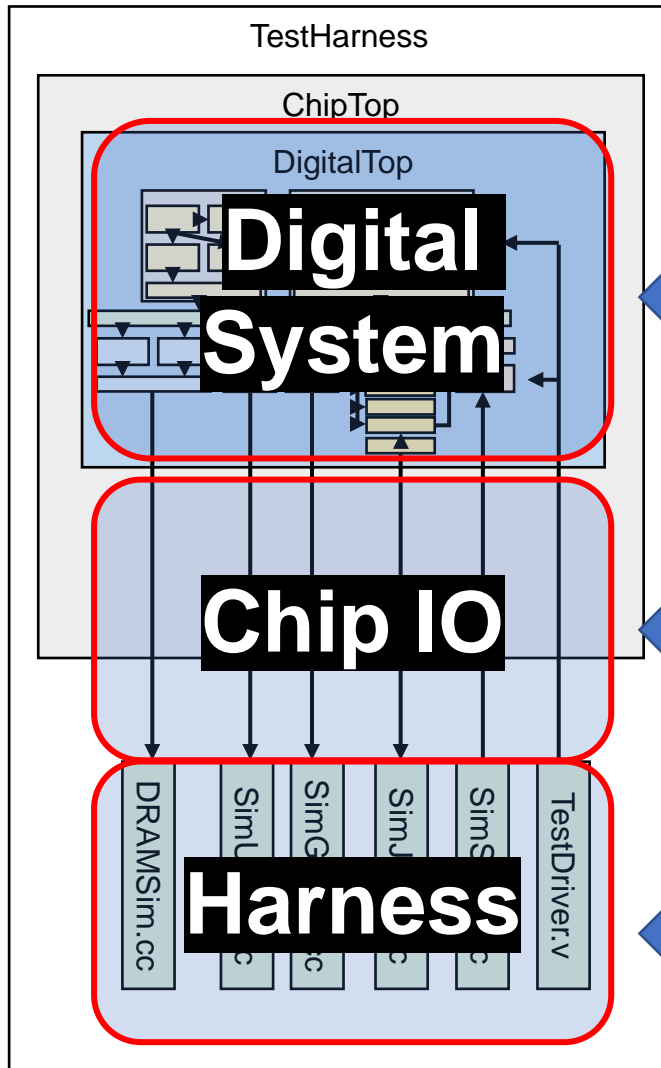 TestHarness
ChipTop
DigitalTop
Digital
System
Chip IO
DRAMSim.cc
TestDriver.v
Harness